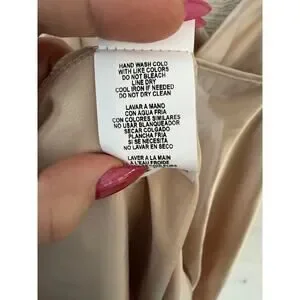 HAND WASH COLD
WITH LIKE COLORS
DO NOT BLEACH
LINE DRY
COOL IRON IF NEEDED
DO NOT DRY CLEAN
LAVAR A MANO
CON AGUA FRIA
CON COLORES SIMILARES
NO USAR BLANQUEADOR
SECAR COLGADO
PLANCHA FRIA
SI SE NECESITA
NO LAVAR EN SECO
LAVER A LA MAIN
A L'EAU FROIDE